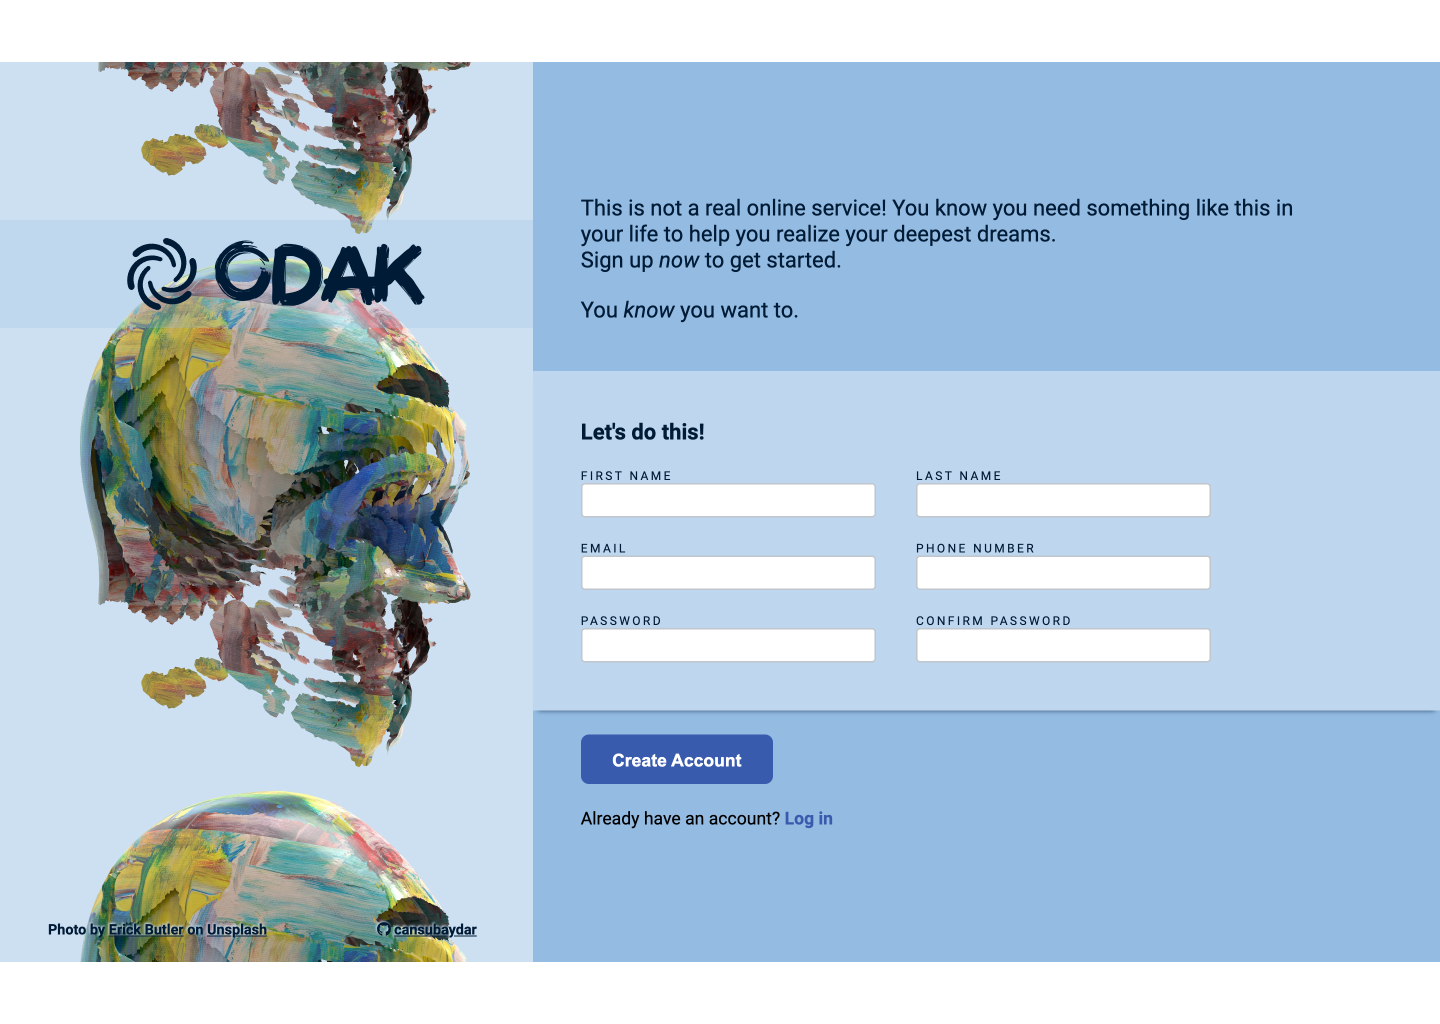 ODAK
This is not a real online service! You know you need something like this in
your life to help you realize your deepest dreams.
Sign up now to get started.
You know you want to.
Let's do this!
FIRST NAME
LAST NAME
EMAIL
PHONE NUMBER
PASSWORD
CONFIRM PASSWORD
Create Account
Already have an account? Log in
Photo by Erick Butler on Unsplash
cansubaydar